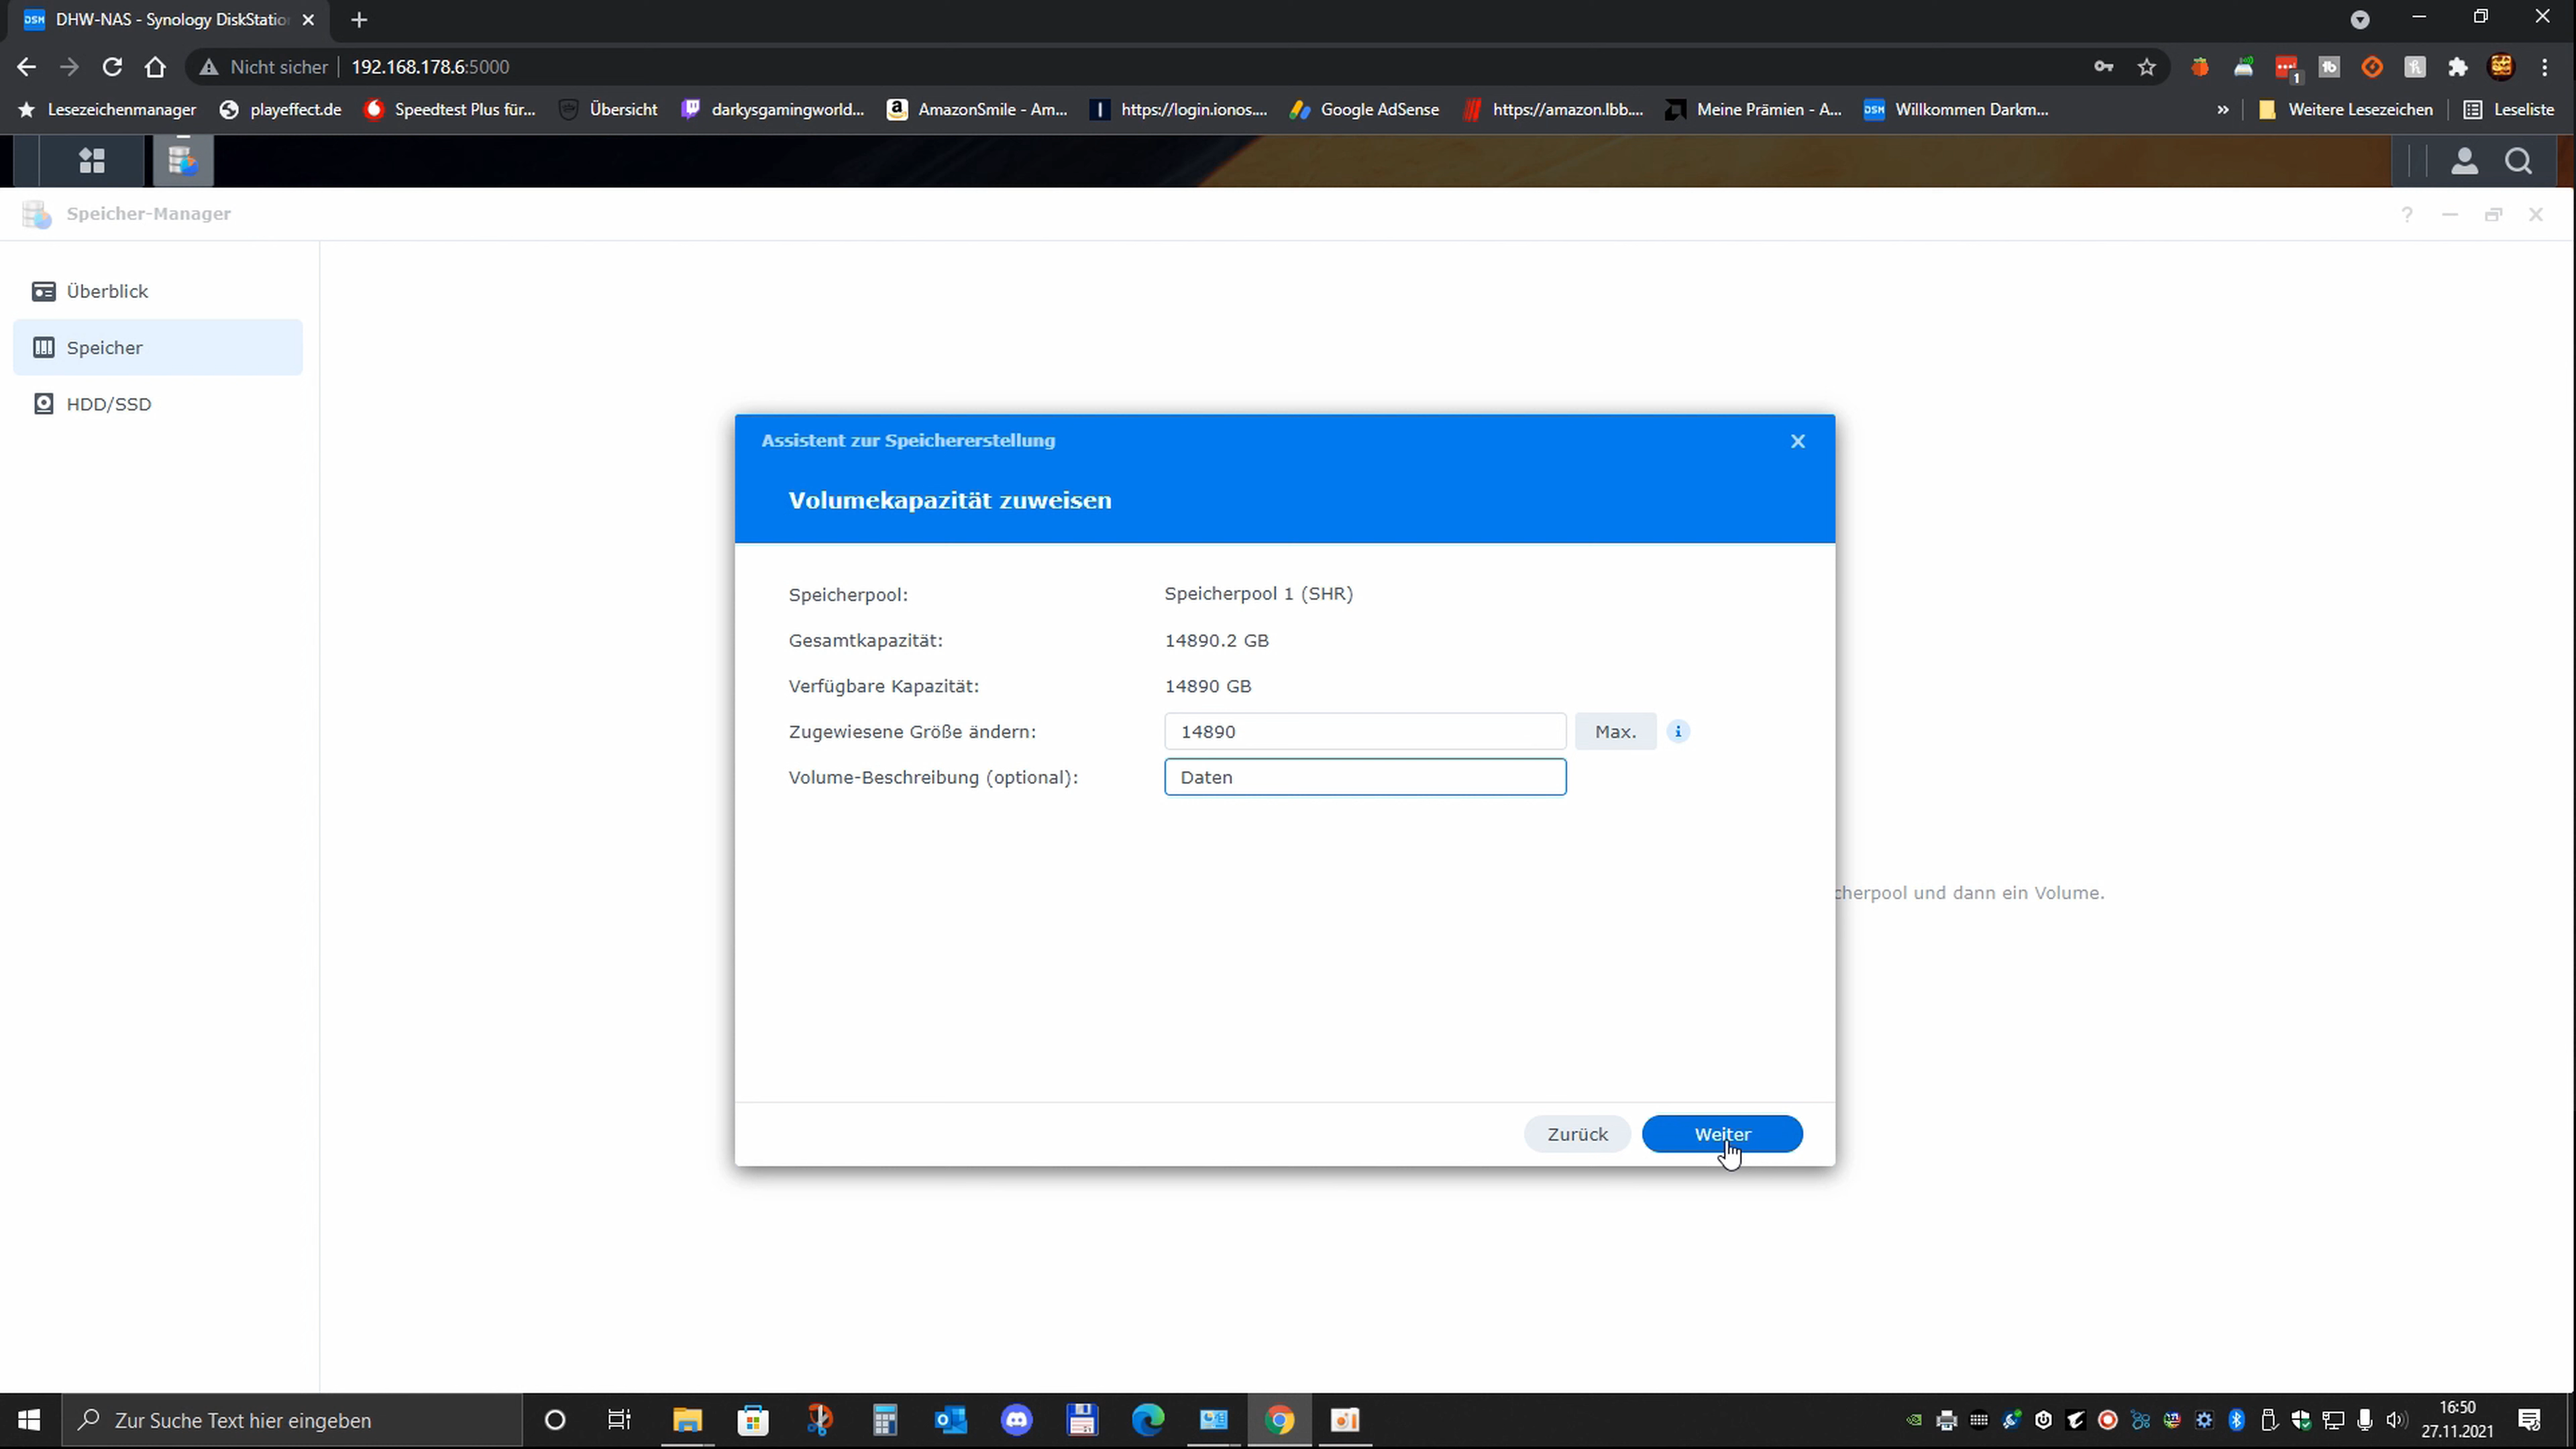 DHW-NAS - Synology DiskStation
Nicht sicher 192.168.178.6:5000
1
Lesezeichenmanager playeffect.de Speedtest Plus für... Übersicht darkysgamingworld... AmazonSmile - Am... https://login.ionos.... Google AdSense https://amazon.lbb.... Meine Prämien - A... DSM Willkommen Darkm... » Weitere Lesezeichen Leseliste
Speicher-Manager
Überblick
Speicher
HDD/SSD
Assistent zur Speichererstellung
Volumekapazität zuweisen
Speicherpool: Speicherpool 1 (SHR)
Gesamtkapazität: 14890.2 GB
Verfügbare Kapazität: 14890 GB
Zugewiesene Größe ändern: 14890 Max.
Volume-Beschreibung (optional): Daten
cherpool und dann ein Volume.
Zurück Weiter
Zur Suche Text hier eingeben
16:50
27.11.2021